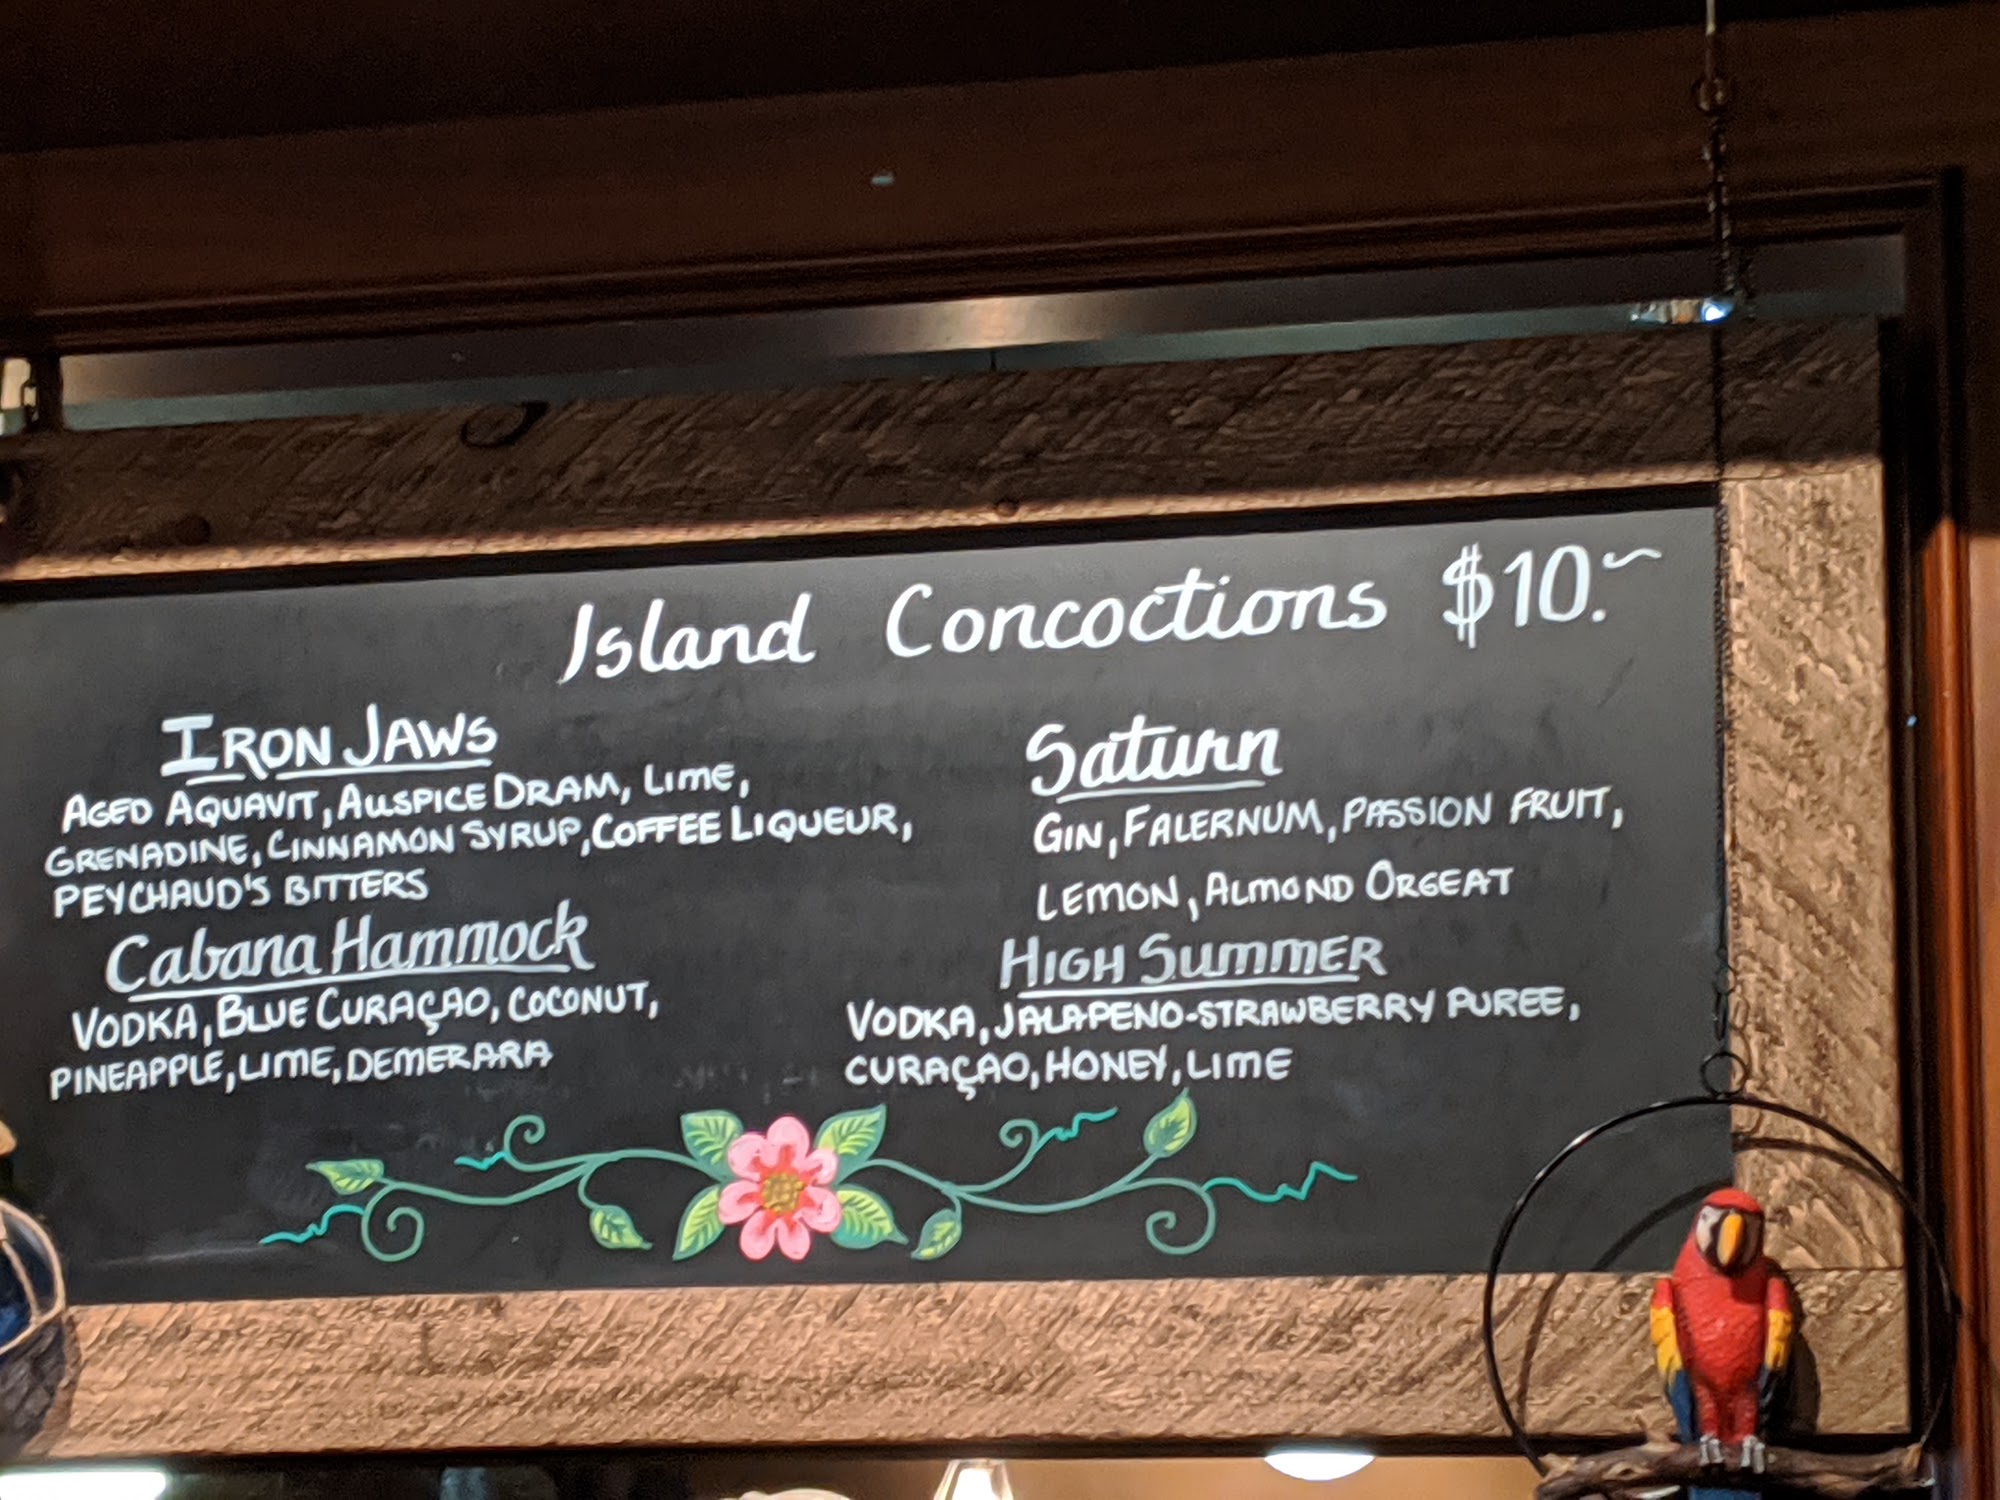 Island Concoctions $10.~
IRON JAWS
AGED AQUAVIT, ALLSPICE DRAM, LIME,
GRENADINE, CINNAMON SYRUP, COFFEE LIQUEUR,
PEYCHAUD'S BITTERS
Cabana Hammock
VODKA, BLUE CURAÇAO, COCONUT,
PINEAPPLE, LIME, DEMERARA
Saturn
GIN, FALERNUM, PASSION FRUIT,
LEMON, ALMOND ORGEAT
HIGH SUMMER
VODKA, JALAPENO-STRAWBERRY PUREE,
CURAÇAO, HONEY, LIME